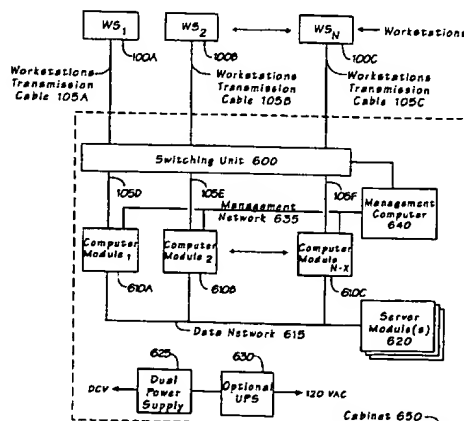 WS1 WS2 WSN Workstations
100A 100B 100C
Workstations Transmission Cable 105A
Workstations Transmission Cable 105B
Workstations Transmission Cable 105C
Switching Unit 600
105D 105E 105F
Management Network 635
Management Computer 640
Computer Module 1
Computer Module 2
Computer Module N-X
610A 610B 610C
Data Network 615
Server Module(s) 620
625 630
DCV Dual Power Supply Optional UPS 120 VAC
Cabinet 650